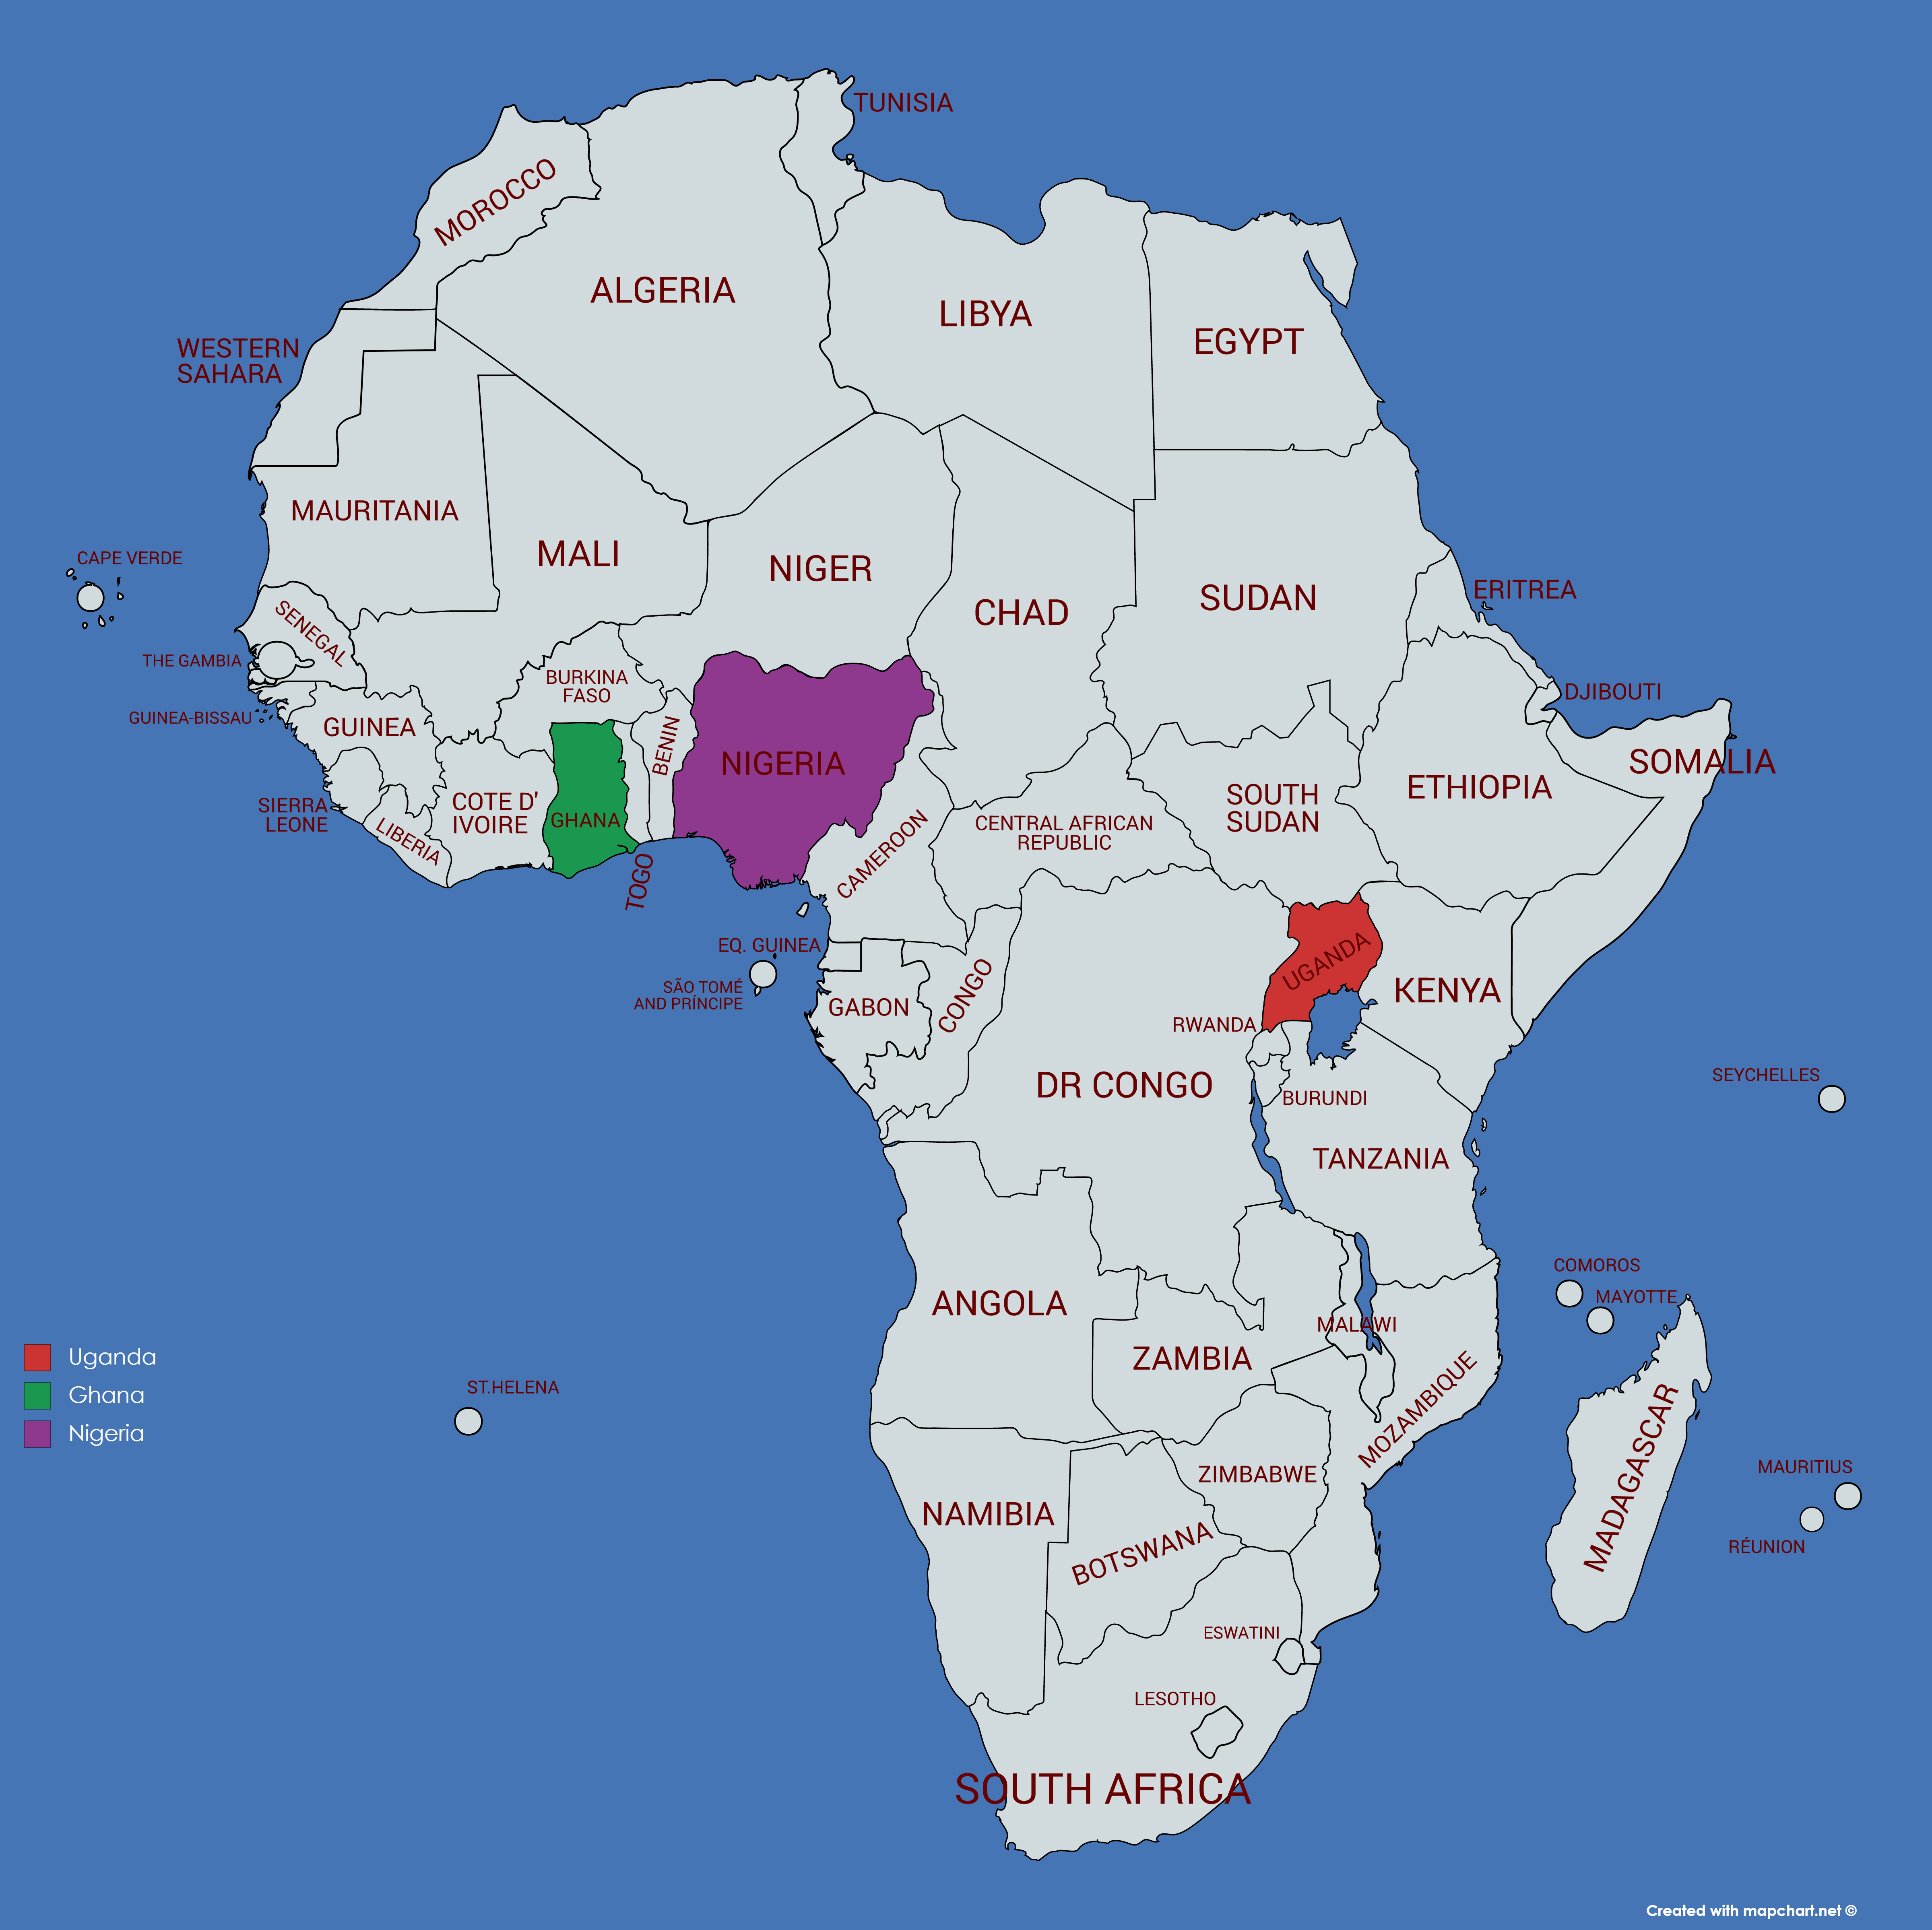 TUNISIA
MOROCCO
ALGERIA
LIBYA
EGYPT
WESTERN
SAHARA
MAURITANIA
MALI
NIGER
CHAD
SUDAN
ERITREA
CAPE VERDE
SENEGAL
THE GAMBIA
GUINEA-BISSAU
GUINEA
BURKINA
FASO
BENIN
NIGERIA
DJIBOUTI
SOMALIA
ETHIOPIA
SOUTH
SUDAN
SIERRA
LEONE
LIBERIA
COTE D'
IVOIRE
GHANA
TOGO
CAMEROON
CENTRAL AFRICAN
REPUBLIC
EQ. GUINEA
SÃO TOMÉ
AND PRÍNCIPE
GABON
CONGO
UGANDA
KENYA
RWANDA
DR CONGO
BURUNDI
TANZANIA
SEYCHELLES
COMOROS
MAYOTTE
ANGOLA
ZAMBIA
MALAWI
MOZAMBIQUE
MADAGASCAR
Uganda
Ghana
Nigeria
ST.HELENA
MAURITIUS
RÉUNION
ZIMBABWE
NAMIBIA
BOTSWANA
ESWATINI
LESOTHO
SOUTH AFRICA
Created with mapchart.net ©